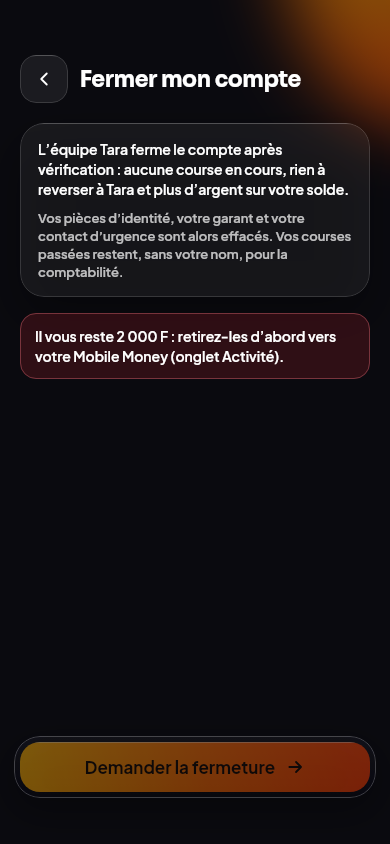 Fermer mon compte
L’équipe Tara ferme le compte après
vérification : aucune course en cours, rien à
reverser à Tara et plus d’argent sur votre solde.
Vos pièces d’identité, votre garant et votre
contact d’urgence sont alors effacés. Vos courses
passées restent, sans votre nom, pour la
comptabilité.
Il vous reste 2 000 F : retirez-les d’abord vers
votre Mobile Money (onglet Activité).
Demander la fermeture →